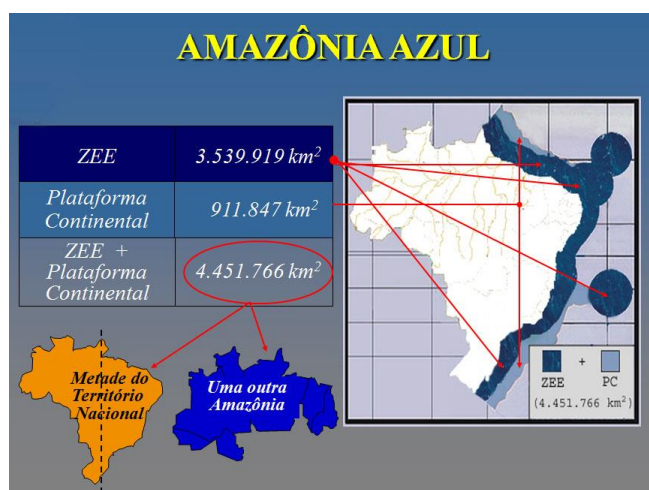 AMAZÔNIA AZUL
ZEE 3.539.919 km²
Plataforma
Continental 911.847 km²
ZEE +
Plataforma
Continental 4.451.766 km²
Metade do
Território
Nacional
Uma outra
Amazônia
+
ZEE PC
(4.451.766 km²)